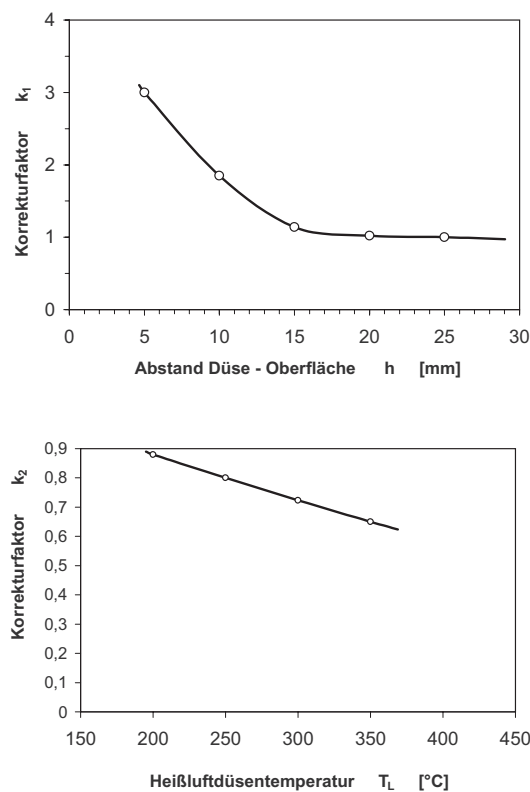 4
3
2
1
0
Korrekturfaktor k₁
0 5 10 15 20 25 30
Abstand Düse - Oberfläche h [mm]
0,9
0,8
0,7
0,6
0,5
0,4
0,3
0,2
0,1
0
Korrekturfaktor k₂
150 200 250 300 350 400 450
Heißluftdüsentemperatur T_L [°C]